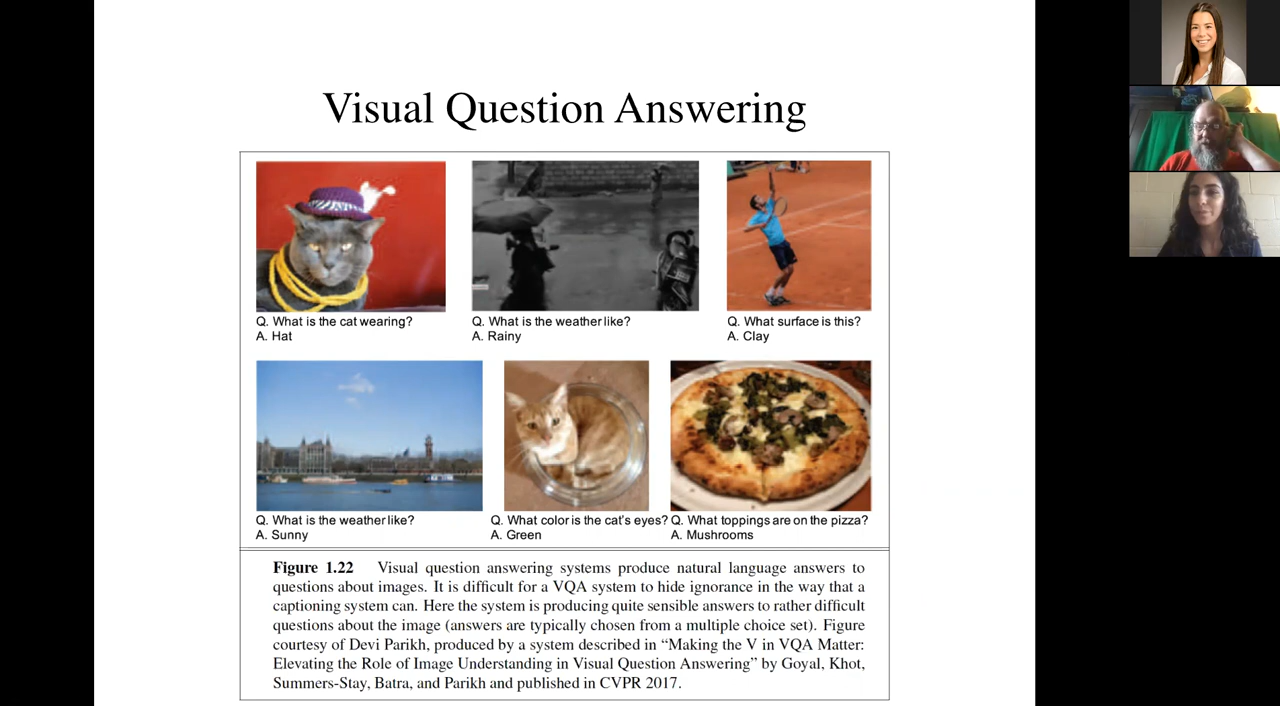 Visual Question Answering
Q. What is the cat wearing?
A. Hat
Q. What is the weather like?
A. Rainy
Q. What surface is this?
A. Clay
Q. What is the weather like?
A. Sunny
Q. What color is the cat's eyes?
A. Green
Q. What toppings are on the pizza?
A. Mushrooms
Figure 1.22 Visual question answering systems produce natural language answers to
questions about images. It is difficult for a VQA system to hide ignorance in the way that a
captioning system can. Here the system is producing quite sensible answers to rather difficult
questions about the image (answers are typically chosen from a multiple choice set). Figure
courtesy of Devi Parikh, produced by a system described in “Making the V in VQA Matter:
Elevating the Role of Image Understanding in Visual Question Answering” by Goyal, Khot,
Summers-Stay, Batra, and Parikh and published in CVPR 2017.